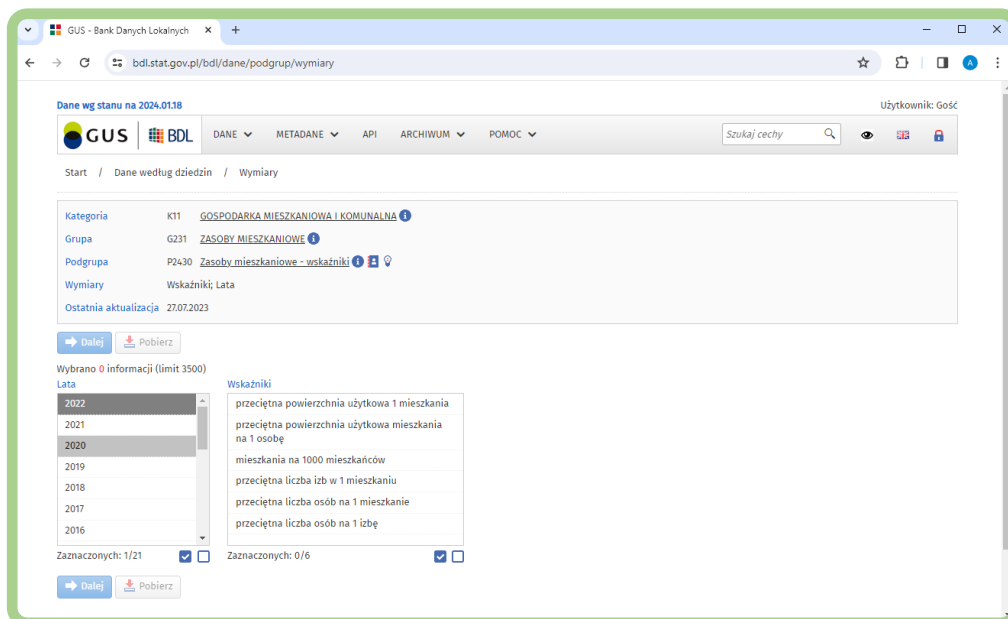 GUS - Bank Danych Lokalnych
bdl.stat.gov.pl/bdl/dane/podgrup/wymiary
A
Dane wg stanu na 2024.01.18 Użytkownik: Gość
GUS BDL DANE METADANE API ARCHIWUM POMOC Szukaj cechy
Start / Dane według dziedzin / Wymiary
Kategoria K11 GOSPODARKA MIESZKANIOWA I KOMUNALNA
Grupa G231 ZASOBY MIESZKANIOWE
Podgrupa P2430 Zasoby mieszkaniowe - wskaźniki
Wymiary Wskaźniki; Lata
Ostatnia aktualizacja 27.07.2023
Dalej Pobierz
Wybrano 0 informacji (limit 3500)
Lata Wskaźniki
2022 przeciętna powierzchnia użytkowa 1 mieszkania
2021 przeciętna powierzchnia użytkowa mieszkania
na 1 osobę
2020
mieszkania na 1000 mieszkańców
2019
przeciętna liczba izb w 1 mieszkaniu
2018
przeciętna liczba osób na 1 mieszkanie
2017
przeciętna liczba osób na 1 izbę
2016
Zaznaczonych: 1/21 Zaznaczonych: 0/6
Dalej Pobierz